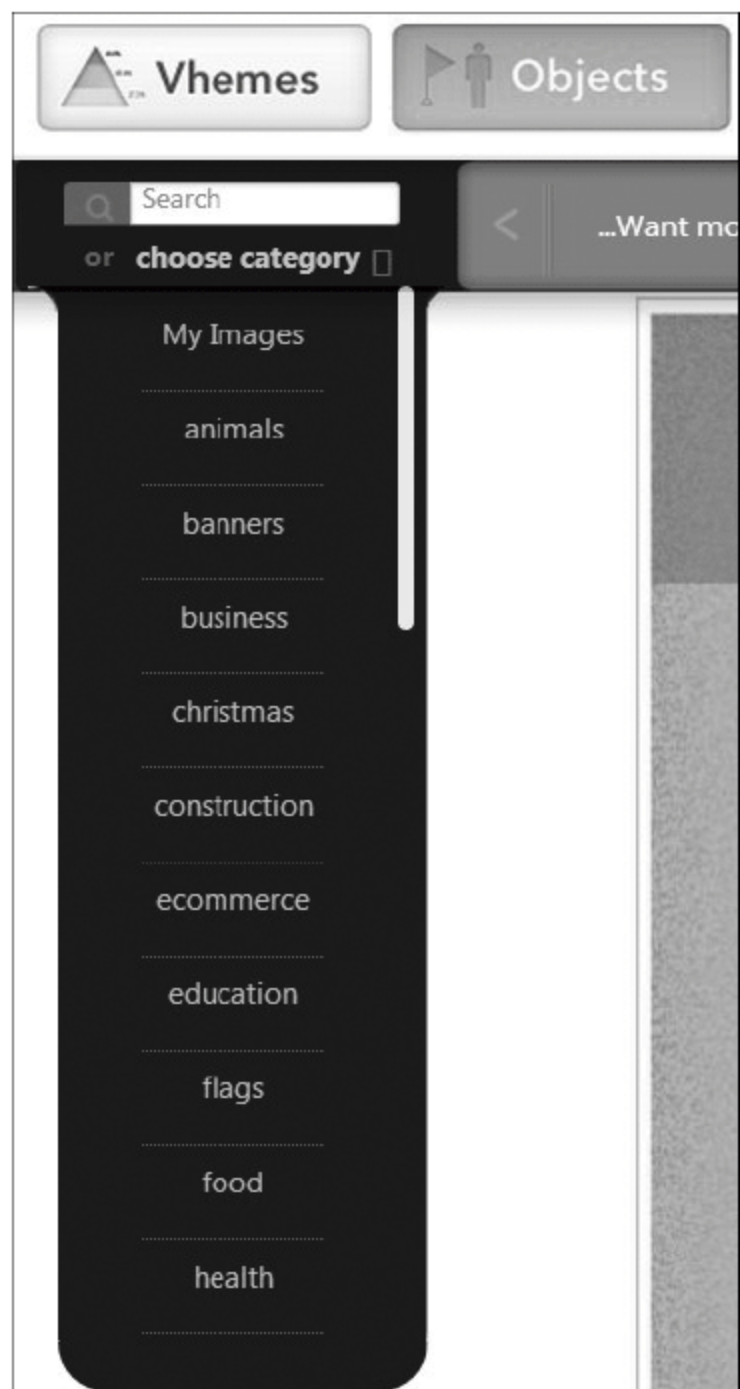 Vhemes
Objects
Search
...Want mo
or choose category
My Images
animals
banners
business
christmas
construction
ecommerce
education
flags
food
health